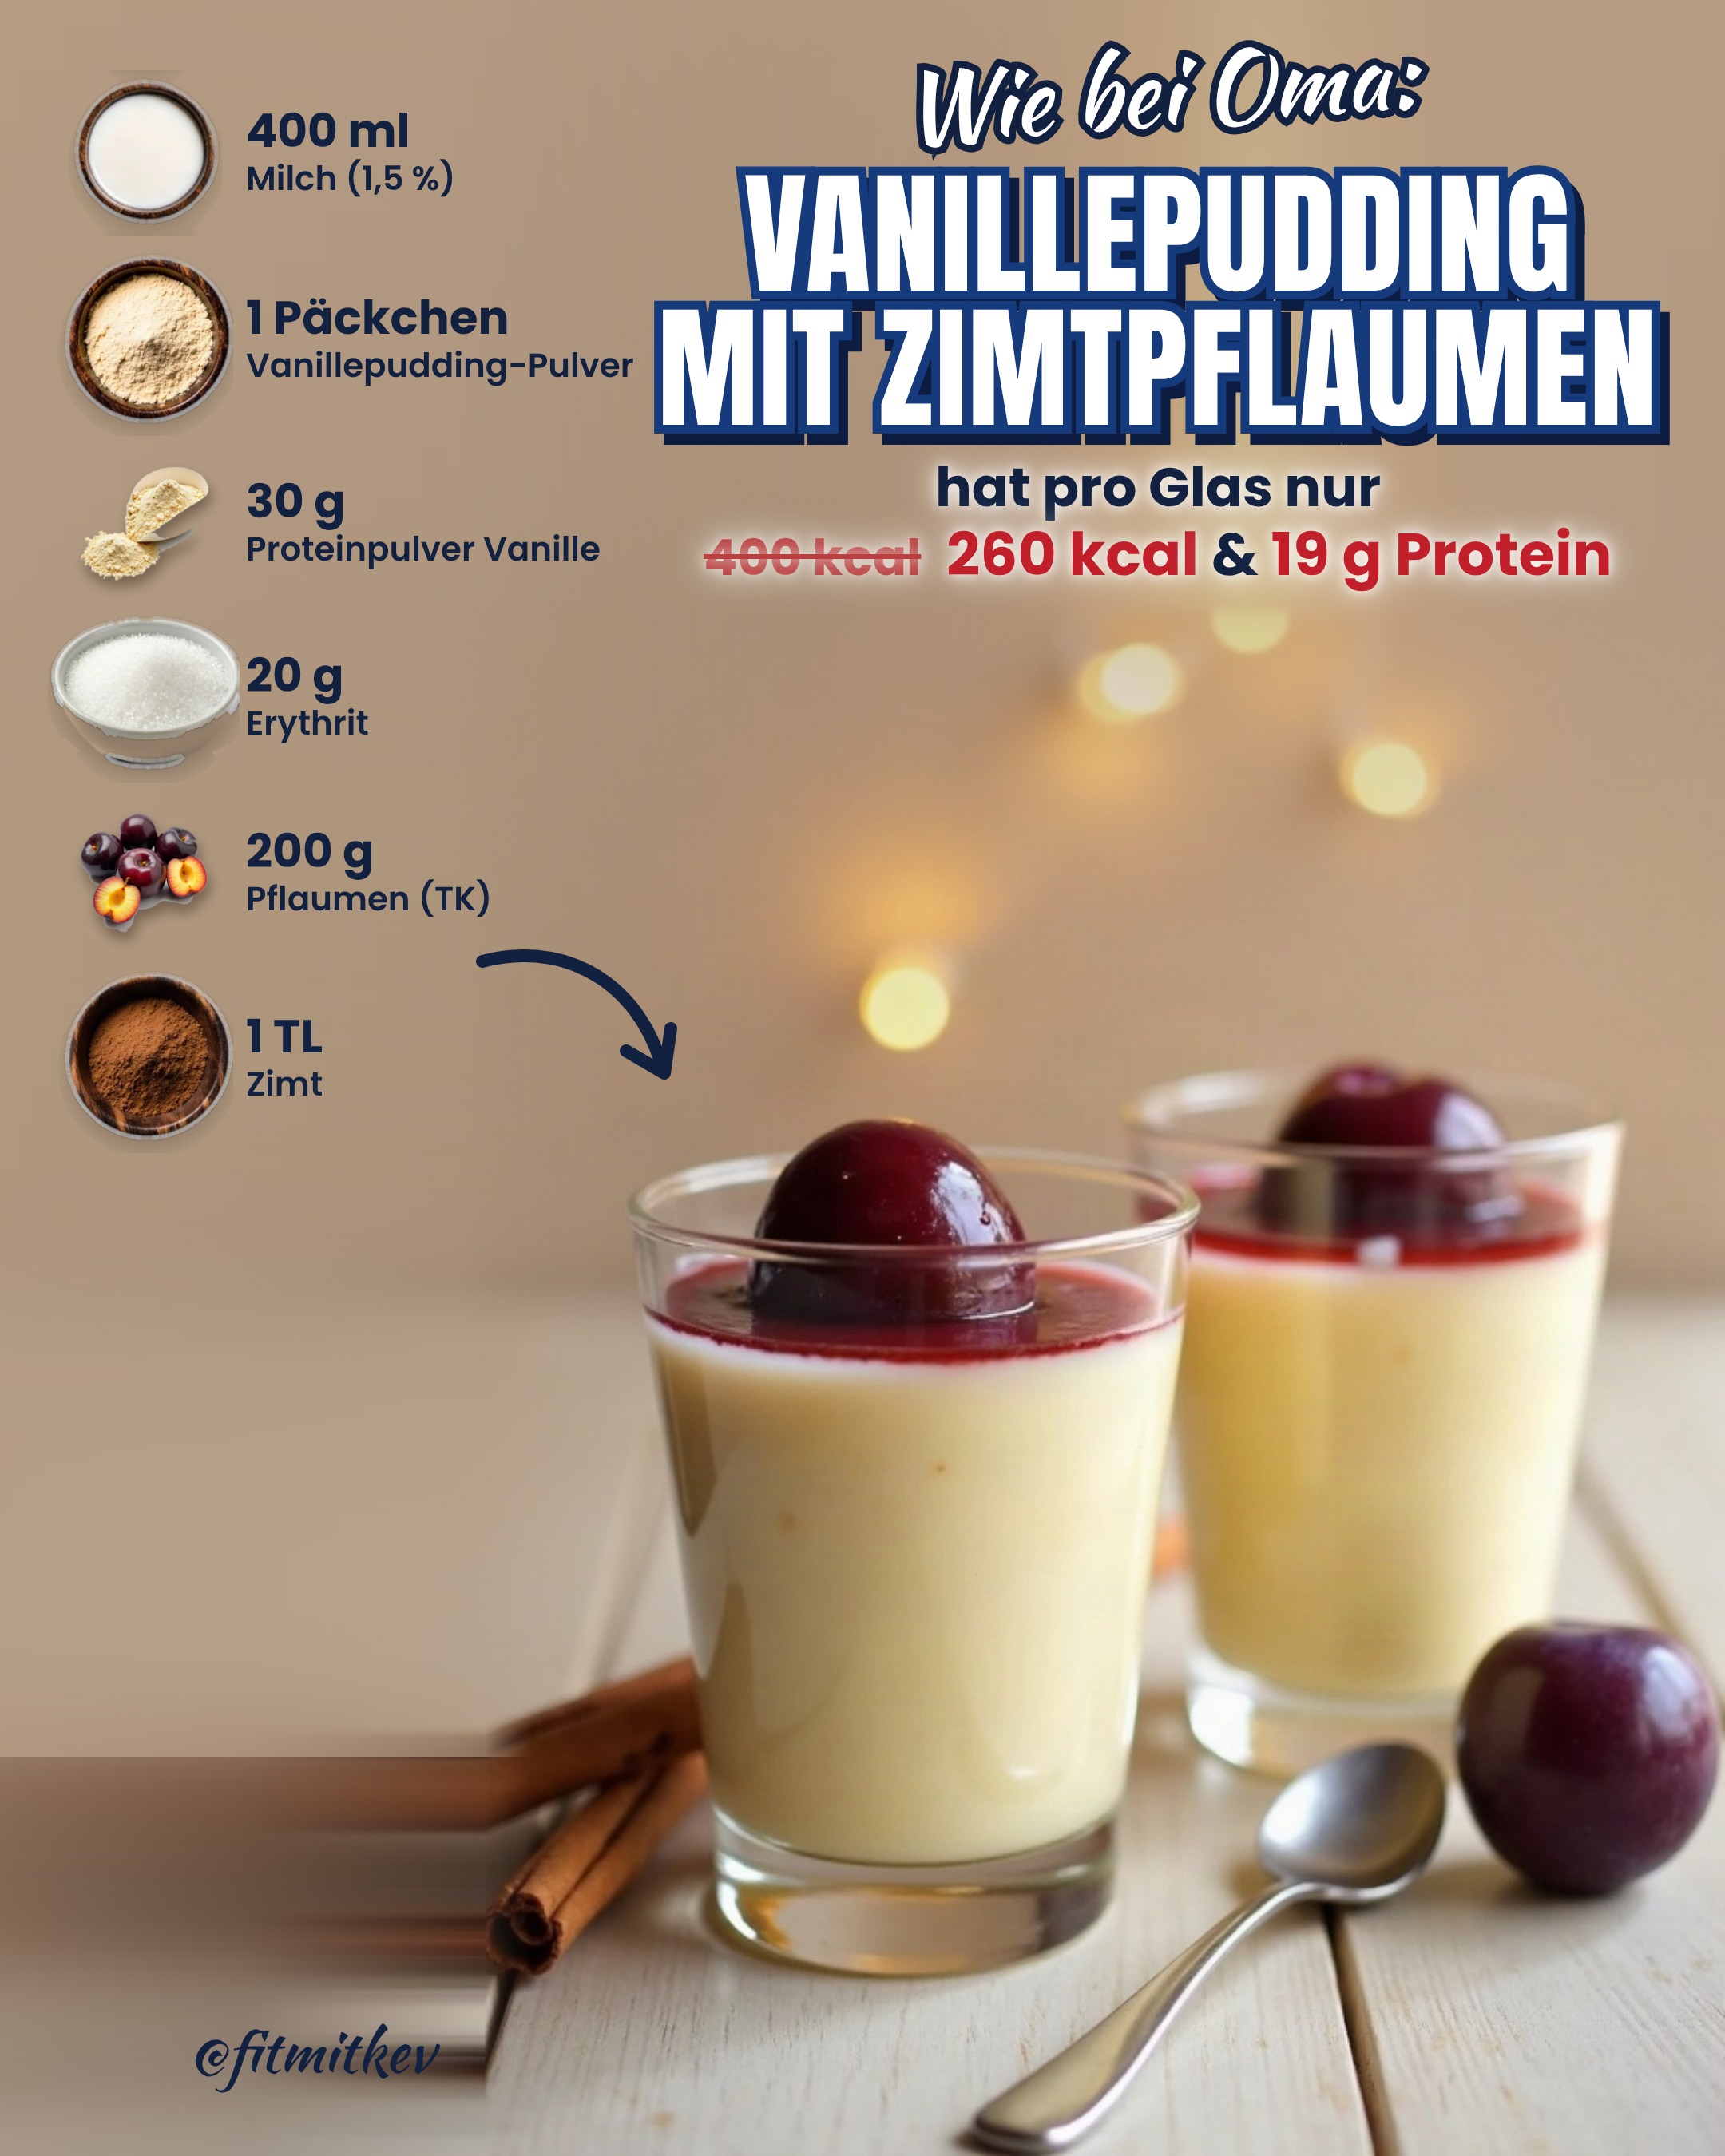 Wie bei Oma:
VANILLEPUDDING
MIT ZIMTPFLAUMEN
hat pro Glas nur
400 kcal 260 kcal & 19 g Protein
400 ml
Milch (1,5 %)
1 Päckchen
Vanillepudding-Pulver
30 g
Proteinpulver Vanille
20 g
Erythrit
200 g
Pflaumen (TK)
1 TL
Zimt
@fitmitkev